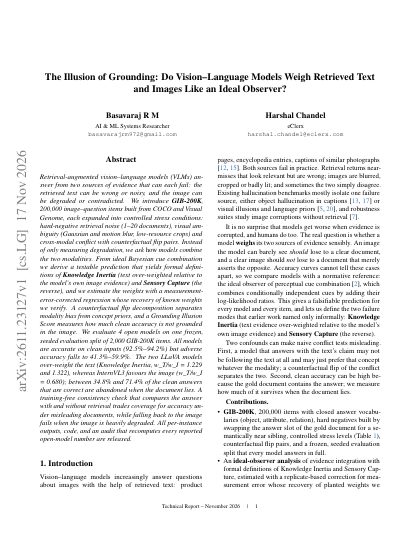 The Illusion of Grounding: Do Vision–Language Models Weigh Retrieved Text
and Images Like an Ideal Observer?
Basavaraj R M
AI & ML Systems Researcher
basavarajrm972@gmail.com
Harshal Chandel
eClerx
harshal.chandel@eclerx.com
arXiv:2611.23127v1 [cs.LG] 17 Nov 2026
Abstract
Retrieval-augmented vision–language models (VLMs) an-
swer from two sources of evidence that can each fail: the
retrieved text can be wrong or noisy, and the image can
be degraded or contradicted. We introduce GIB-200K,
200,000 image–question items built from COCO and Visual
Genome, each expanded into controlled stress conditions:
hard-negative retrieval noise (1–20 documents), visual am-
biguity (Gaussian and motion blur, low-resource crops) and
cross-modal conflict with counterfactual flip pairs. Instead
of only measuring degradation, we ask how models combine
the two modalities. From ideal Bayesian cue combination
we derive a testable prediction that yields formal defini-
tions of Knowledge Inertia (text evidence over-weighted relative to
the model's own image evidence) and Sensory Capture (the
reverse), and we estimate the weights with a measurement-
error-corrected regression whose recovery of known weights
we verify. A counterfactual flip decomposition separates
modality bias from concept power, and a Grounding Illusion
Score measures how much clean accuracy is not grounded
in the image. We evaluate 4 open models on one frozen,
seeded evaluation split of 2,000 GIB-200K items. All models
are accurate on clean inputs (92.5%–94.2%) but adverse
accuracy falls to 41.3%–59.9%. The two LLaVA models
over-weight the text (Knowledge Inertia, w_T/w_I = 1.229
and 1.322), whereas InternVL3 favours the image (w_T/w_I
= 0.680); between 34.8% and 71.4% of the clean answers
that are correct are abandoned when the document lies. A
training-free consistency check that compares the answer
with and without retrieval trades coverage for accuracy un-
der misleading documents, while falling back to the image
fails when the image is heavily degraded. All per-instance
outputs, code, and an audit that recomputes every
reported open-model number are released.
1. Introduction
Vision–Language models increasingly answer questions
about images with the help of retrieved text: product
pages, encyclopedia entries, captions of similar photographs
[12, 15]. Both sources fail in practice. Retrieval returns near-
misses that look relevant but are wrong; images are blurred,
cropped or badly lit; and sometimes the two simply disagree.
Existing hallucination benchmarks mostly isolate one failure
source, either object hallucination in captions [13, 17] or
visual illusions and language priors [5, 20], and robustness
suites study image corruptions without retrieval [7].
It is no surprise that models get worse when evidence is
corrupted, and humans do too. The real question is whether a
model weighs its two sources of evidence sensibly. An image
the model can barely see should lose to a clear document,
and a clear image should not lose to a document that merely
asserts the opposite. Accuracy cannot tell these cases
apart, so we compare models with a normative reference:
the ideal observer of perceptual cue combination [2], which
combines conditionally independent cues by adding their
log-likelihood ratios. This gives a falsifiable prediction for
every model and every item, and lets us define the two failure
modes that earlier work named only informally: Knowledge
Inertia (text evidence over-weighted relative to the model's
own image evidence) and Sensory Capture (the reverse).
Two confounds can make naive conflict tests misleading.
First, a model that answers with the text's claim may not
be following the text at all and may just prefer that concept
whatever the modality; a counterfactual flip of the conflict
separates the two. Second, clean accuracy can be high be-
cause the gold document contains the answer; we measure
how much of it survives when the document lies.
Contributions.
• GIB-200K, 200,000 items with closed answer vocabular-
ies (object, attribute, relation), hard negatives built by
swapping the answer slot of the gold document for a se-
mantically near sibling, controlled stress levels (Table 1),
counterfactual flip pairs, and a frozen, seeded evaluation
split that every model answers in full.
• An ideal-observer analysis of evidence integration with
formal definitions of Knowledge Inertia and Sensory Cap-
ture, estimated with a replicate-based correction for mea-
surement error whose recovery of planted weights we
Technical Report – November 2026 | 1